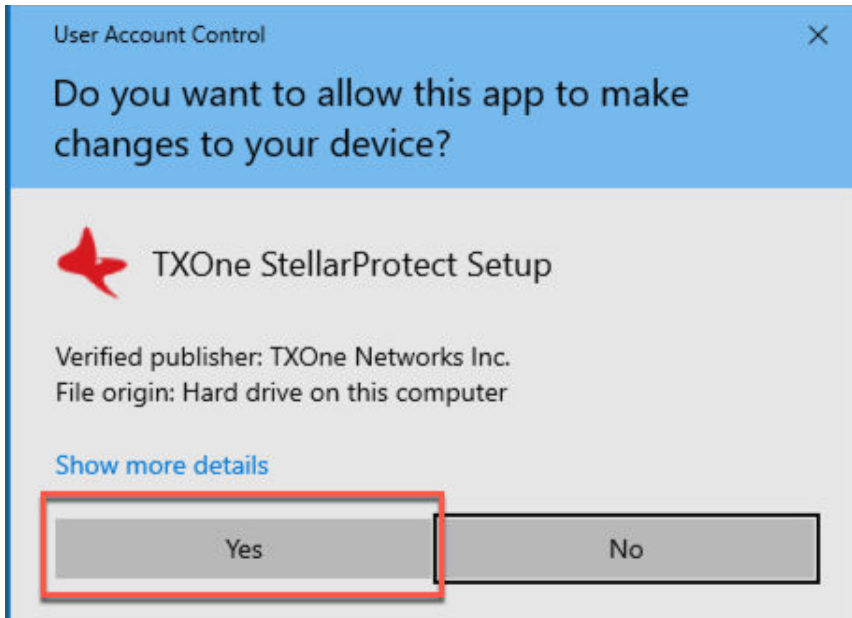 User Account Control
Do you want to allow this app to make
changes to your device?
TXOne StellarProtect Setup
Verified publisher: TXOne Networks Inc.
File origin: Hard drive on this computer
Show more details
Yes
No